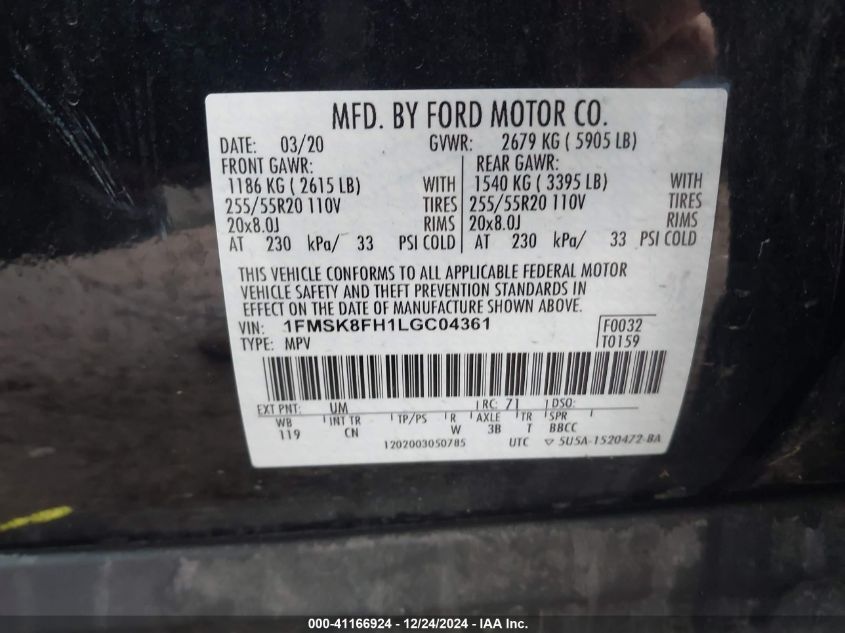 MFD. BY FORD MOTOR CO.
DATE: 03/20 GVWR: 2679 KG ( 5905 LB)
FRONT GAWR: REAR GAWR:
1186 KG ( 2615 LB) WITH 1540 KG ( 3395 LB) WITH
255/55R20 110V TIRES 255/55R20 110V TIRES
20x8.0J RIMS 20x8.0J RIMS
AT 230 kPa/ 33 PSI COLD AT 230 kPa/ 33 PSI COLD
THIS VEHICLE CONFORMS TO ALL APPLICABLE FEDERAL MOTOR
VEHICLE SAFETY AND THEFT PREVENTION STANDARDS IN
EFFECT ON THE DATE OF MANUFACTURE SHOWN ABOVE.
VIN: 1FMSK8FH1LGC04361 F0032
TYPE: MPV T0159
EXT PNT: UM RC: 71 DSO:
WB INT TR TP/PS R AXLE TR SPR
119 CN W 3B T BBCC
1202003050785 UTC ▽ 5U5A-1520472-BA
000-41166924 - 12/24/2024 - IAA Inc.